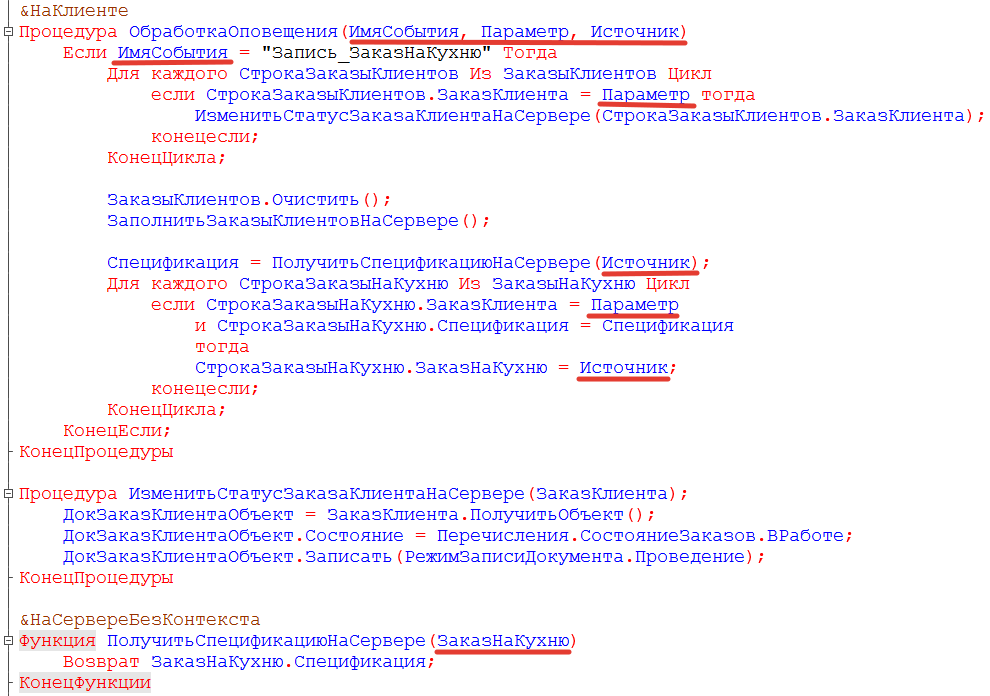 &НаКлиенте
Процедура ОбработкаОповещения(ИмяСобытия, Параметр, Источник)
Если ИмяСобытия = "Запись_ЗаказНаКухню" Тогда
Для каждого СтрокаЗаказыКлиентов Из ЗаказыКлиентов Цикл
если СтрокаЗаказыКлиентов.ЗаказКлиента = Параметр тогда
ИзменитьСтатусЗаказаКлиентаНаСервере(СтрокаЗаказыКлиентов.ЗаказКлиента);
конецесли;
КонецЦикла;
ЗаказыКлиентов.Очистить();
ЗаполнитьЗаказыКлиентовНаСервере();
Спецификация = ПолучитьСпецификациюНаСервере(Источник);
Для каждого СтрокаЗаказыНаКухню Из ЗаказыНаКухню Цикл
если СтрокаЗаказыНаКухню.ЗаказКлиента = Параметр
и СтрокаЗаказыНаКухню.Спецификация = Спецификация
тогда
СтрокаЗаказыНаКухню.ЗаказНаКухню = Источник;
конецесли;
КонецЦикла;
КонецЕсли;
КонецПроцедуры
Процедура ИзменитьСтатусЗаказаКлиентаНаСервере(ЗаказКлиента);
ДокЗаказКлиентаОбъект = ЗаказКлиента.ПолучитьОбъект();
ДокЗаказКлиентаОбъект.Состояние = Перечисления.СостояниеЗаказов.ВРаботе;
ДокЗаказКлиентаОбъект.Записать(РежимЗаписиДокумента.Проведение);
КонецПроцедуры
&НаСервереБезКонтекста
Функция ПолучитьСпецификациюНаСервере(ЗаказНаКухню)
Возврат ЗаказНаКухню.Спецификация;
КонецФункции